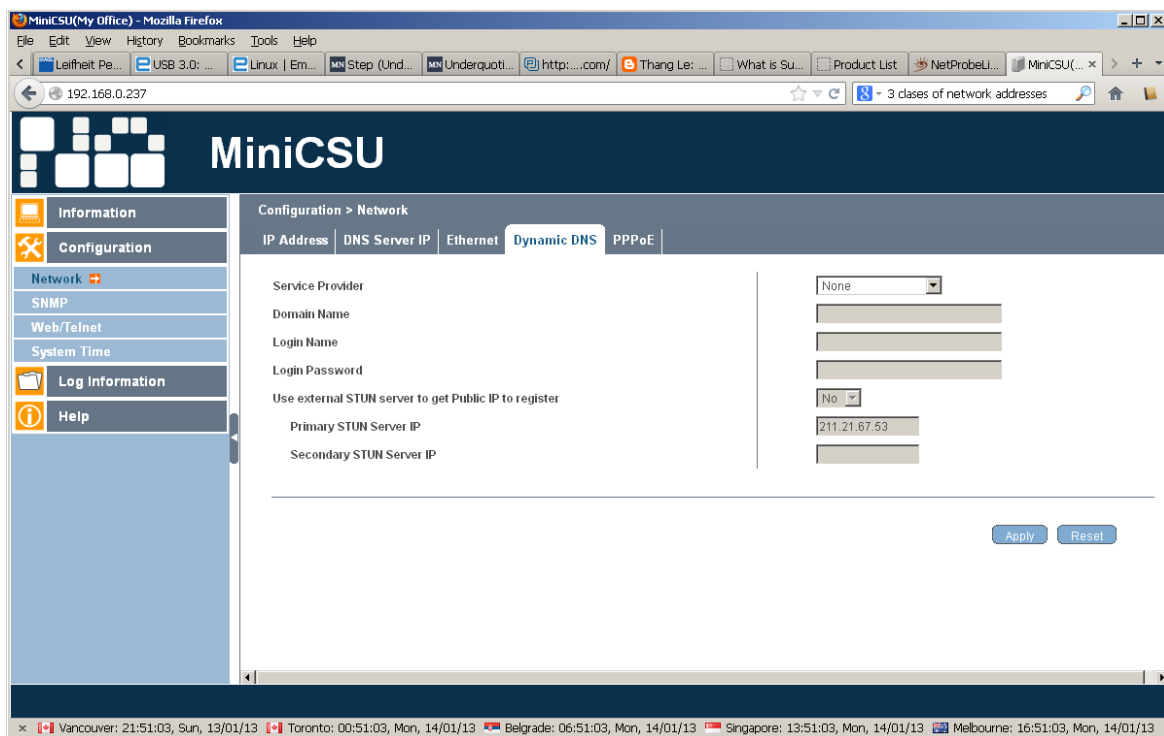 MiniCSU(My Office) - Mozilla Firefox
File Edit View History Bookmarks Tools Help
Leifheit Pe... USB 3.0: ... Linux | Em... MN Step (Und... MN Underquoti... http:....com/ Thang Le: ... What is Su... Product List NetProbeLi... MiniCSU(...
192.168.0.237 8 3 clases of network addresses
MiniCSU
Information
Configuration
Network
SNMP
Web/Telnet
System Time
Log Information
Help
Configuration > Network
IP Address DNS Server IP Ethernet Dynamic DNS PPPoE
Service Provider None
Domain Name
Login Name
Login Password
Use external STUN server to get Public IP to register No
Primary STUN Server IP 211.21.67.53
Secondary STUN Server IP
Apply Reset
x Vancouver: 21:51:03, Sun, 13/01/13 Toronto: 00:51:03, Mon, 14/01/13 Belgrade: 06:51:03, Mon, 14/01/13 Singapore: 13:51:03, Mon, 14/01/13 Melbourne: 16:51:03, Mon, 14/01/13